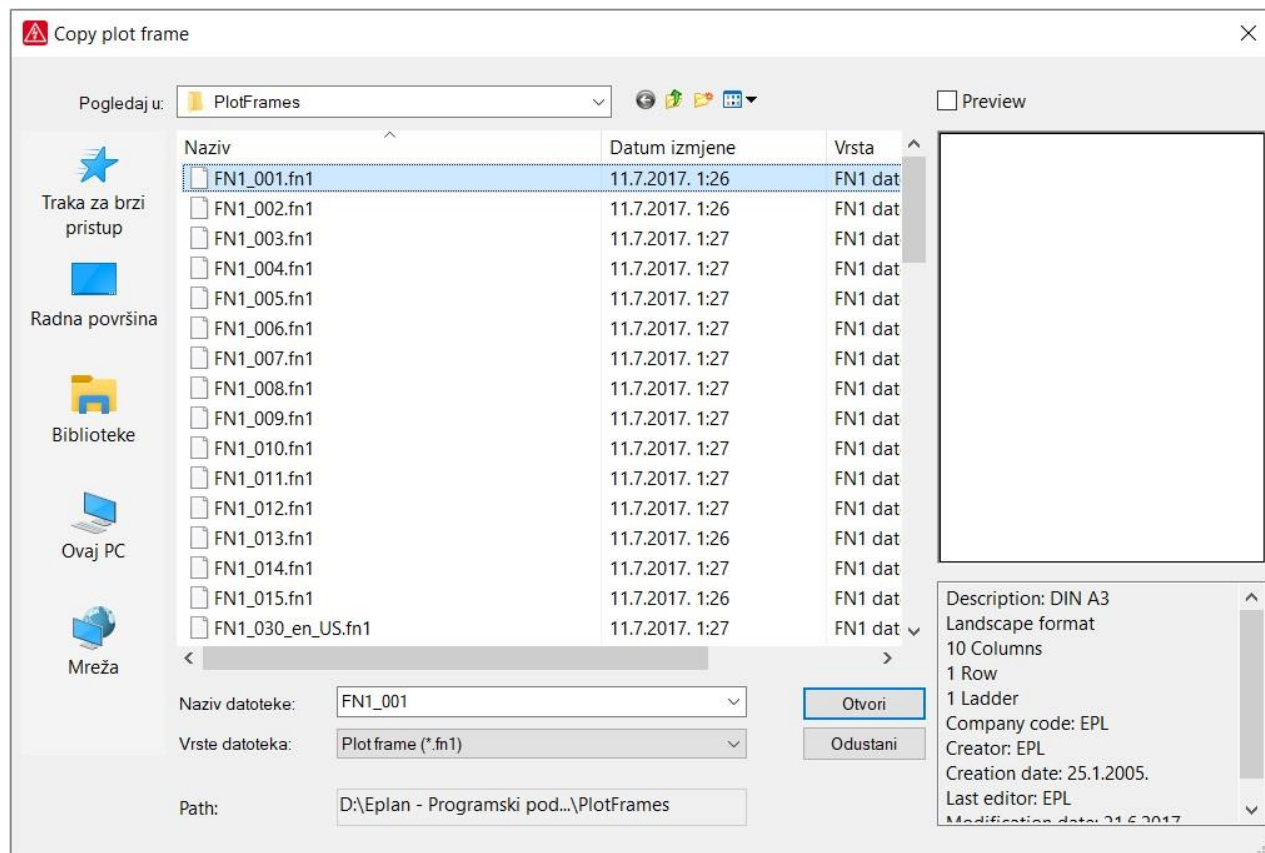 Copy plot frame
Pogledaj u:
PlotFrames
Preview
Traka za brzi
pristup
Radna površina
Biblioteke
Ovaj PC
Mreža
Naziv Datum izmjene Vrsta
FN1_001.fn1 11.7.2017. 1:26 FN1 dat
FN1_002.fn1 11.7.2017. 1:26 FN1 dat
FN1_003.fn1 11.7.2017. 1:27 FN1 dat
FN1_004.fn1 11.7.2017. 1:27 FN1 dat
FN1_005.fn1 11.7.2017. 1:27 FN1 dat
FN1_006.fn1 11.7.2017. 1:27 FN1 dat
FN1_007.fn1 11.7.2017. 1:27 FN1 dat
FN1_008.fn1 11.7.2017. 1:27 FN1 dat
FN1_009.fn1 11.7.2017. 1:27 FN1 dat
FN1_010.fn1 11.7.2017. 1:27 FN1 dat
FN1_011.fn1 11.7.2017. 1:27 FN1 dat
FN1_012.fn1 11.7.2017. 1:27 FN1 dat
FN1_013.fn1 11.7.2017. 1:26 FN1 dat
FN1_014.fn1 11.7.2017. 1:27 FN1 dat
FN1_015.fn1 11.7.2017. 1:26 FN1 dat
FN1_030_en_US.fn1 11.7.2017. 1:27 FN1 dat
Naziv datoteke: FN1_001 Otvori
Vrste datoteka: Plot frame (*.fn1) Odustani
Path: D:\Eplan - Programski pod...\PlotFrames
Description: DIN A3
Landscape format
10 Columns
1 Row
1 Ladder
Company code: EPL
Creator: EPL
Creation date: 25.1.2005.
Last editor: EPL
Modification date: 21.6.2017